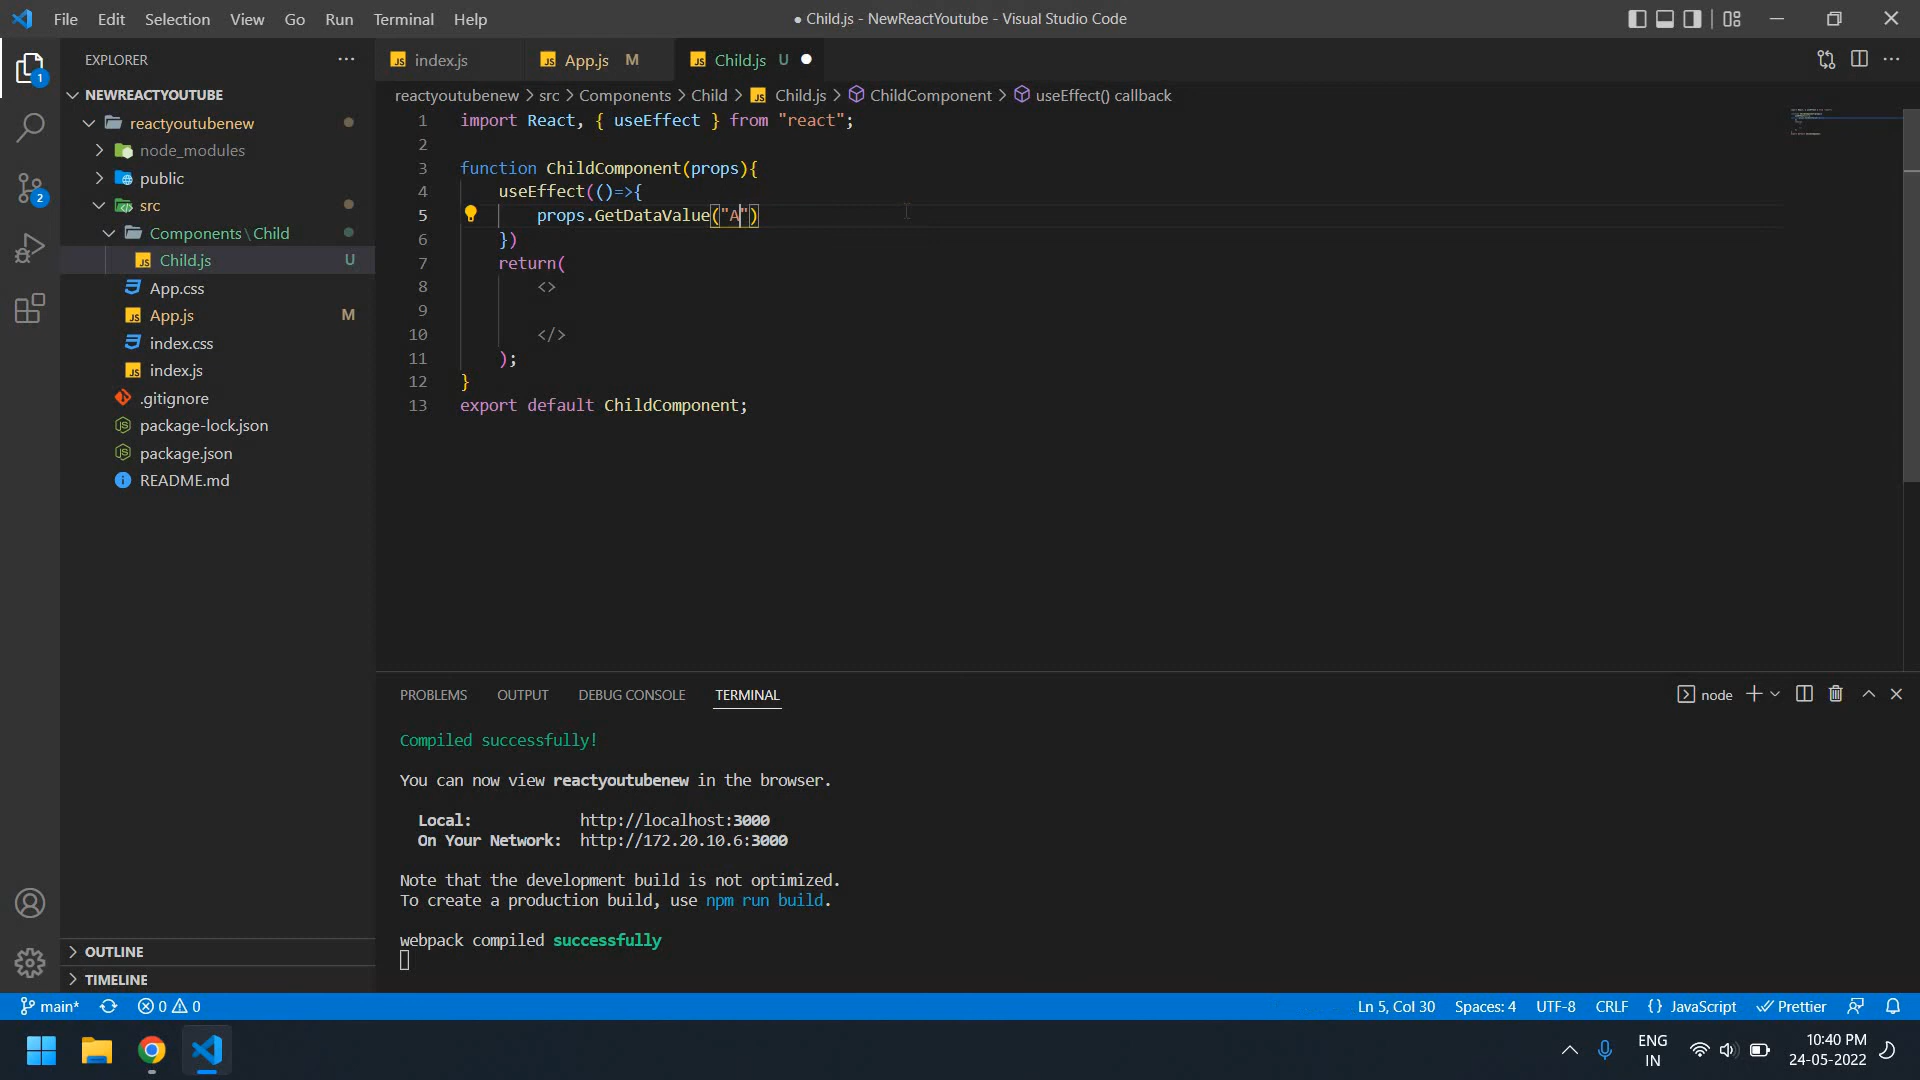 File Edit Selection View Go Run Terminal Help
● Child.js - NewReactYoutube - Visual Studio Code
EXPLORER
index.js
App.js M
Child.js U
1
NEWREACTYOUTUBE
reactyoutubenew > src > Components > Child > Child.js > ChildComponent > useEffect() callback
reactyoutubenew
node_modules
public
2
src
Components\Child
Child.js U
App.css
App.js M
index.css
index.js
.gitignore
package-lock.json
package.json
README.md
1 import React, { useEffect } from "react";
2
3 function ChildComponent(props){
4 useEffect(()=>{
5 props.GetDataValue("A")
6 })
7 return(
8 <>
9
10 </>
11 );
12 }
13 export default ChildComponent;
PROBLEMS OUTPUT DEBUG CONSOLE TERMINAL
node
Compiled successfully!
You can now view reactyoutubenew in the browser.
Local: http://localhost:3000
On Your Network: http://172.20.10.6:3000
Note that the development build is not optimized.
To create a production build, use npm run build.
webpack compiled successfully
OUTLINE
TIMELINE
main* 0 0
Ln 5, Col 30 Spaces: 4 UTF-8 CRLF {} JavaScript Prettier
ENG
IN
10:40 PM
24-05-2022